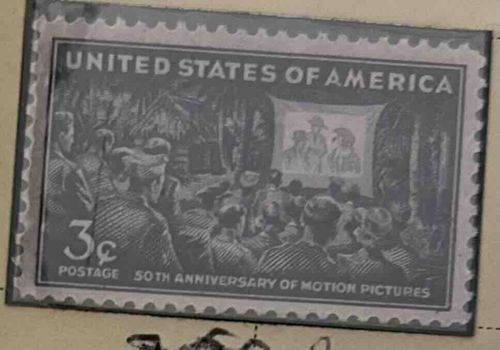 UNITED STATES OF AMERICA
3¢
POSTAGE 50TH ANNIVERSARY OF MOTION PICTURES